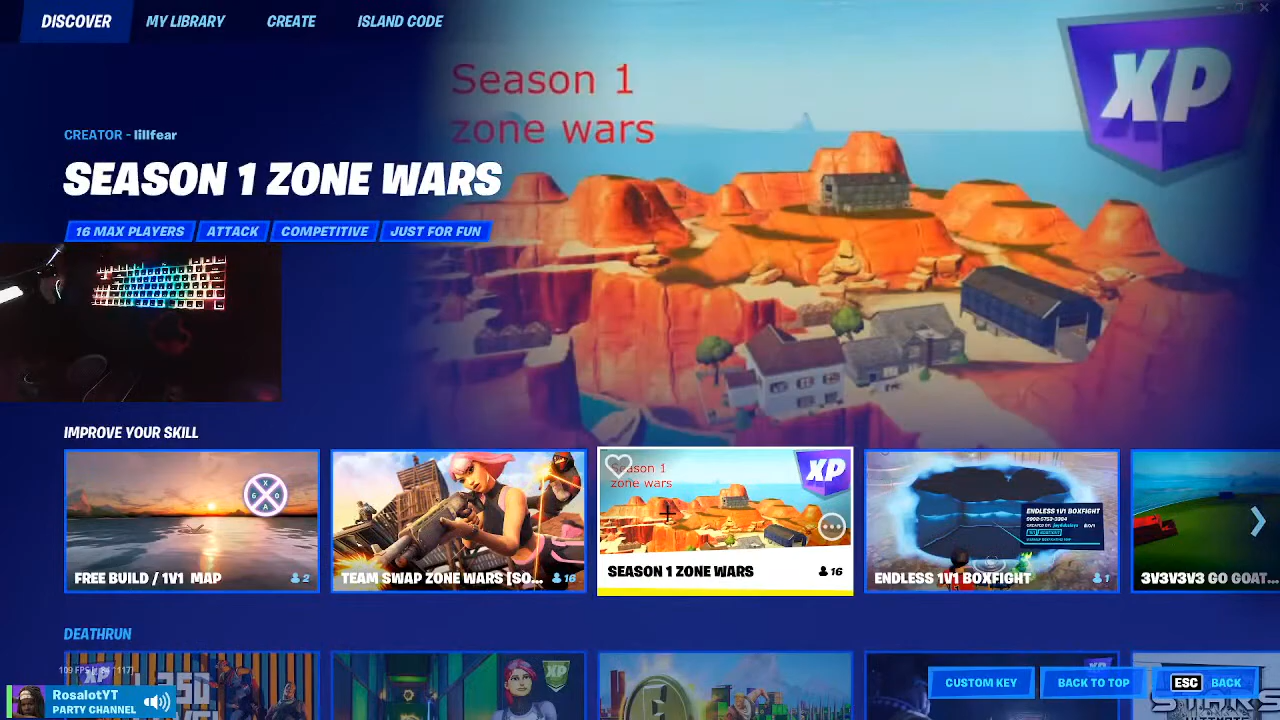 DISCOVER
MY LIBRARY
CREATE
ISLAND CODE
Season 1
zone wars
XP
CREATOR - lillfear
SEASON 1 ZONE WARS
16 MAX PLAYERS
ATTACK
COMPETITIVE
JUST FOR FUN
IMPROVE YOUR SKILL
FREE BUILD / 1V1 MAP
2
TEAM SWAP ZONE WARS [SO...
16
Season 1
zone wars
XP
SEASON 1 ZONE WARS
16
ENDLESS 1V1 BOXFIGHT
ENDLESS 1V1 BOXFIGHT
1
3V3V3V3 GO GOAT...
DEATHRUN
XP
XP
109 FPS
RosalotYT
PARTY CHANNEL
CUSTOM KEY
BACK TO TOP
ESC BACK